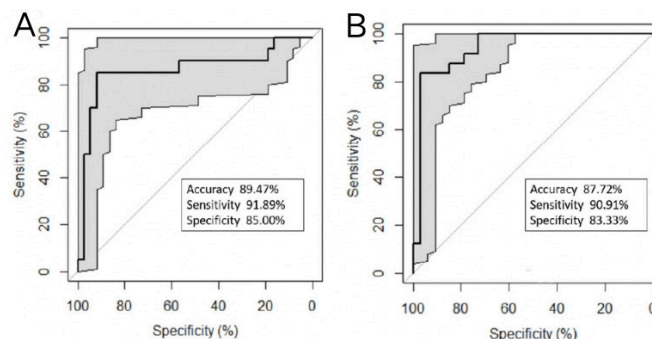 A
B
Sensitivity (%)
100
80
60
40
20
0
Accuracy 89.47%
Sensitivity 91.89%
Specificity 85.00%
100 80 60 40 20 0
Specificity (%)
Sensitivity (%)
100
80
60
40
20
0
Accuracy 87.72%
Sensitivity 90.91%
Specificity 83.33%
100 80 60 40 20 0
Specificity (%)